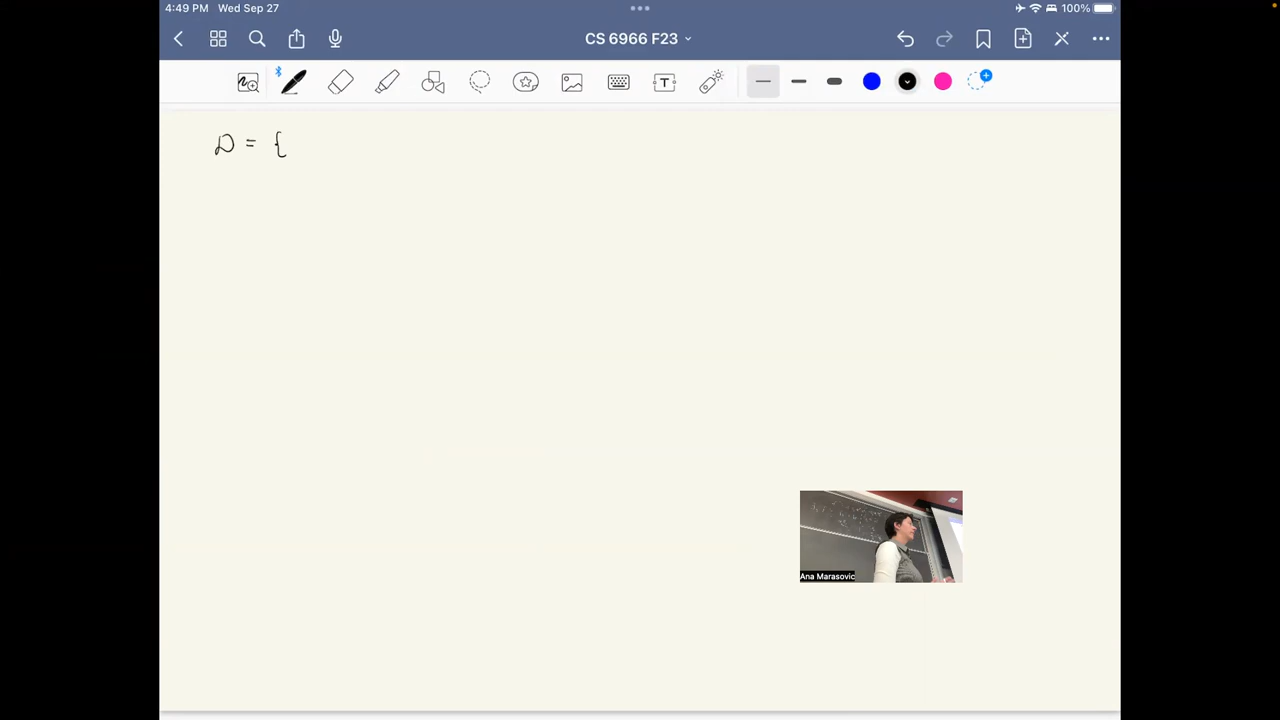 4:49 PM Wed Sep 27
100%
CS 6966 F23
T
D = {
Ana Marasovic